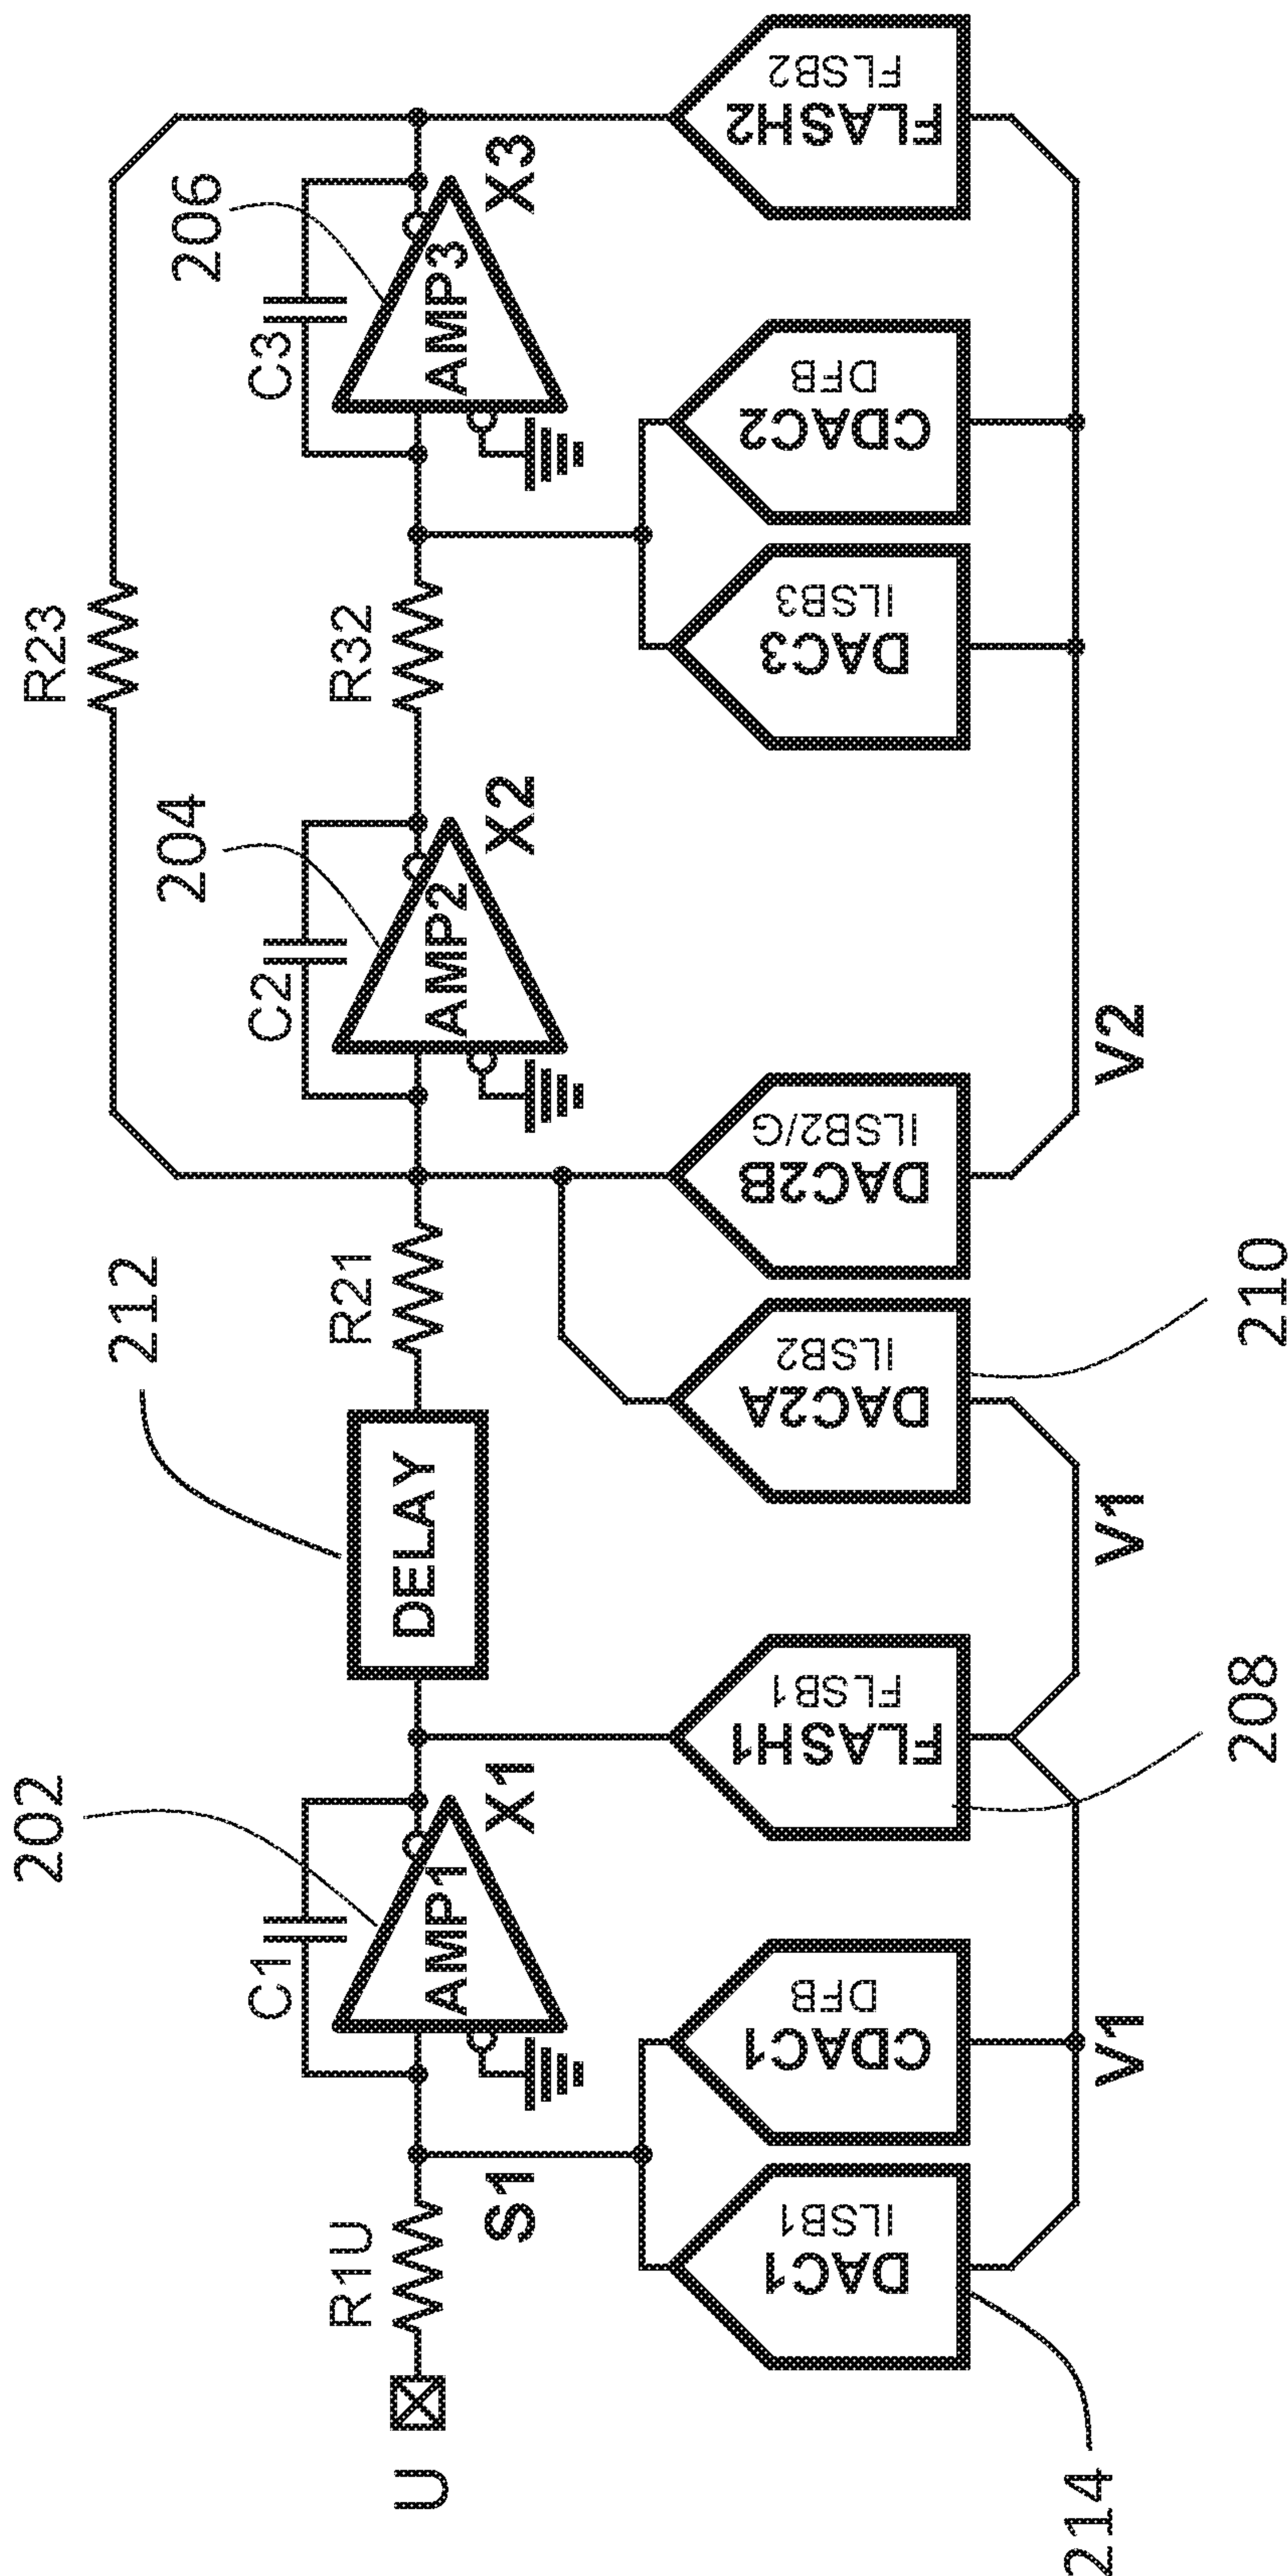 R23
202
212
204
206
C1
C2
C3
U
R1U
AMP1
DELAY
R21
AMP2
R32
AMP3
S1
X1
X2
X3
DAC1
ILSB1
CDAC1
DFB
FLASH1
FLSB1
DAC2A
ILSB2
DAC2B
ILSB2/G
DAC3
ILSB3
CDAC2
DFB
FLASH2
FLSB2
214
V1
V1
V2
208
210